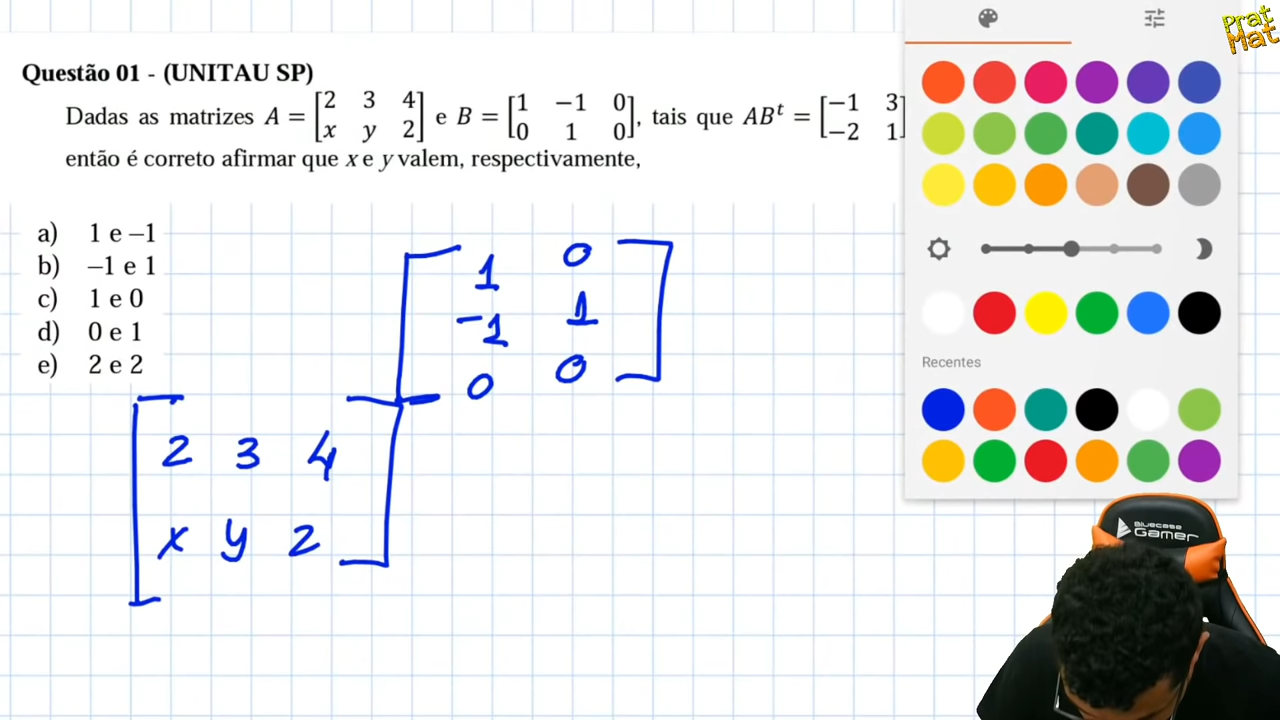 Prat
Mat
Questão 01 - (UNITAU SP)
Dadas as matrizes A = [2 3 4 / x y 2] e B = [1 −1 0 / 0 1 0], tais que ABᵗ = [−1 3 / −2 1]
então é correto afirmar que x e y valem, respectivamente,
a) 1 e –1
b) –1 e 1
c) 1 e 0
d) 0 e 1
e) 2 e 2
1 0
-1 1
0 0
2 3 4
x y 2
Recentes
BLUECASE
GAMER